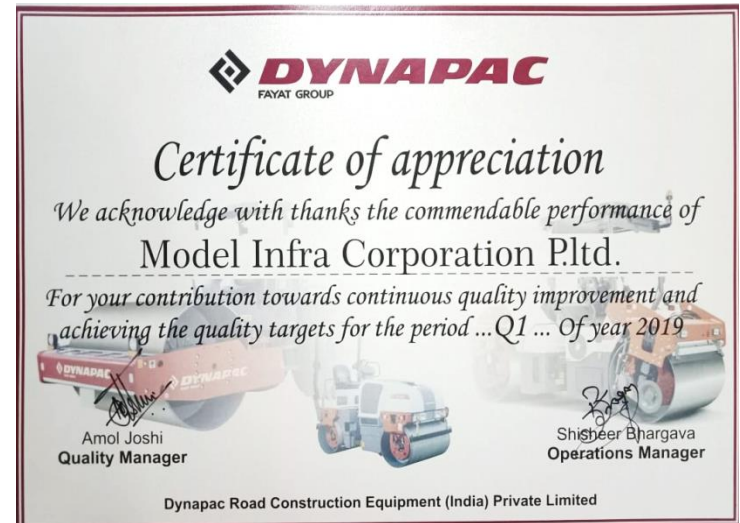 DYNAPAC
FAYAT GROUP
Certificate of appreciation
We acknowledge with thanks the commendable performance of
Model Infra Corporation P.ltd.
For your contribution towards continuous quality improvement and
achieving the quality targets for the period ...Q1 ... Of year 2019
DYNAPAC
DYNAPAC
Amol Joshi
Shisheer Bhargava
Quality Manager
Operations Manager
Dynapac Road Construction Equipment (India) Private Limited